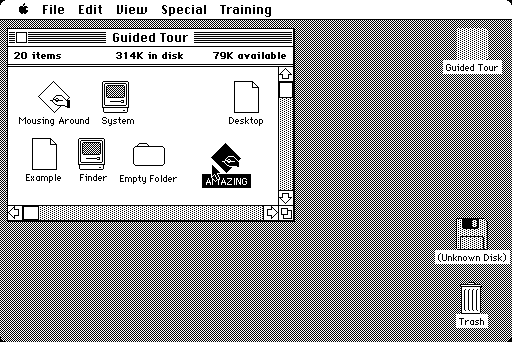 File Edit View Special Training
Guided Tour
20 items 314K in disk 79K available
Mousing Around System Desktop
Example Finder Empty Folder AMAZING
Guided Tour
(Unknown Disk)
Trash